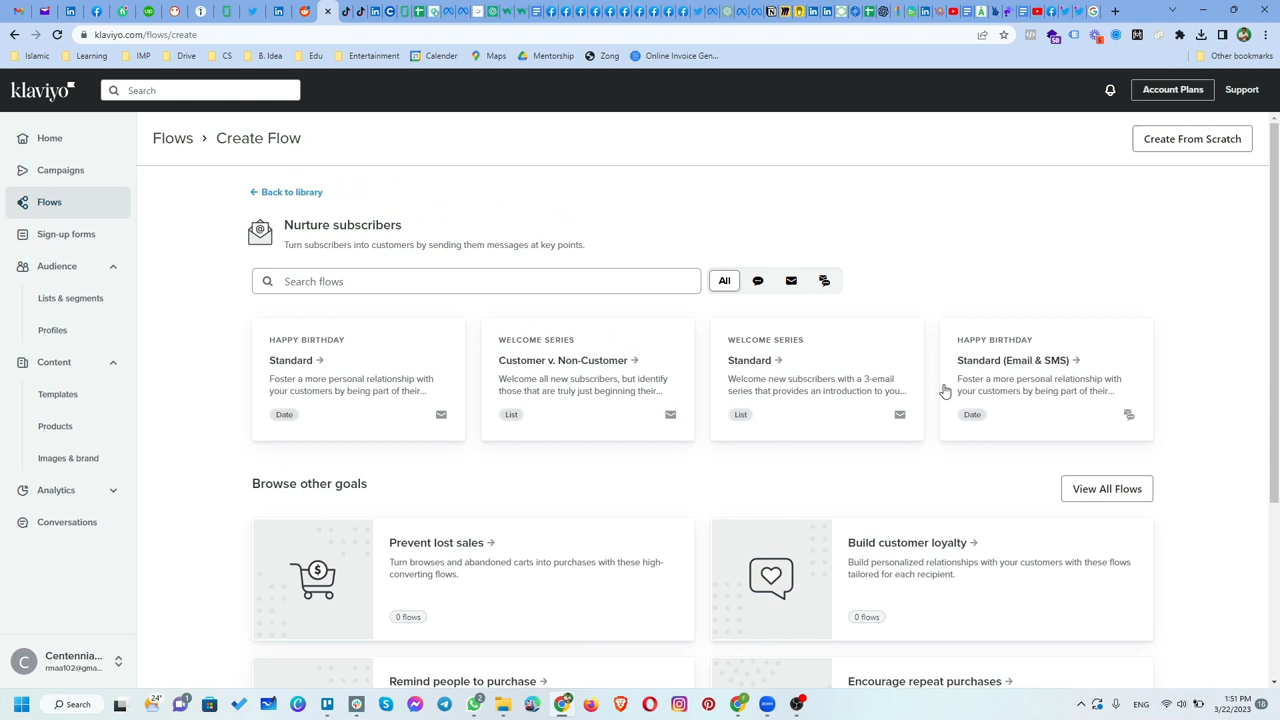 klaviyo.com/flows/create
Islamic
IMP
Drive
CS
B. Idea
Edu
Entertainment
Calender
Maps
Mentorship
Zong
Online Invoice Gen...
Other bookmarks
klaviyo
Search
Account Plans
Support
Home
Campaigns
Flows
Sign-up forms
Audience
Lists & segments
Profiles
Content
Templates
Products
Images & brand
Analytics
Conversations
Centennia...
rmaa102@gma...
C
Flows > Create Flow
Create From Scratch
← Back to library
Nurture subscribers
Turn subscribers into customers by sending them messages at key points.
Search flows
All
HAPPY BIRTHDAY
Standard →
Foster a more personal relationship with
your customers by being part of their...
Date
WELCOME SERIES
Customer v. Non-Customer →
Welcome all new subscribers, but identify
those that are truly just beginning their...
List
WELCOME SERIES
Standard →
Welcome new subscribers with a 3-email
series that provides an introduction to you...
List
HAPPY BIRTHDAY
Standard (Email & SMS) →
Foster a more personal relationship with
your customers by being part of their...
Date
Browse other goals
View All Flows
Prevent lost sales →
Turn browses and abandoned carts into purchases with these high-
converting flows.
0 flows
Build customer loyalty →
Build personalized relationships with your customers with these flows
tailored for each recipient.
0 flows
Remind people to purchase →
Encourage repeat purchases →
Search
ENG
1:51 PM
3/22/2023